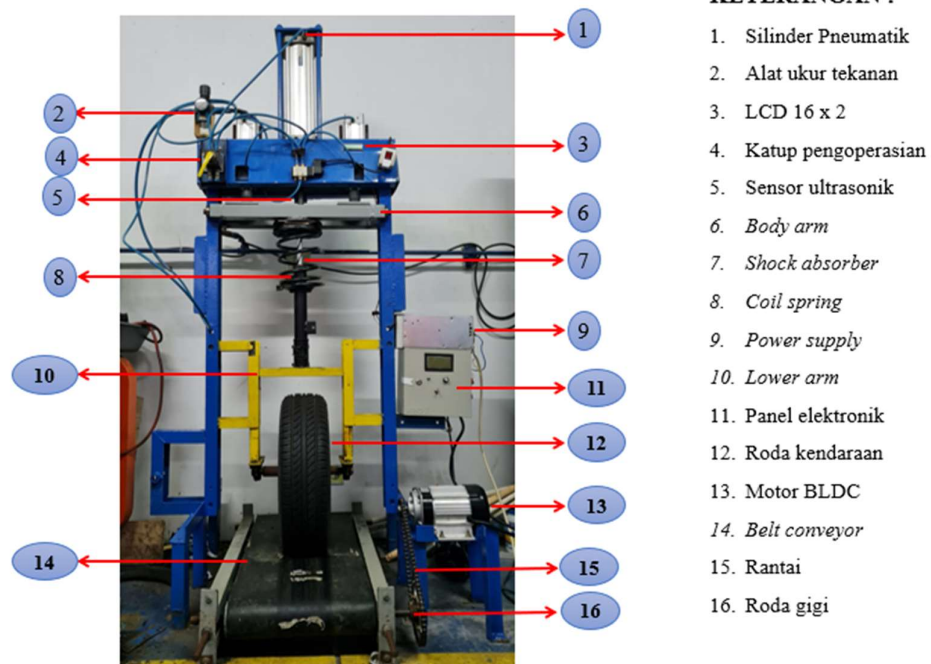 KETERANGAN :
1. Silinder Pneumatik
2. Alat ukur tekanan
3. LCD 16 x 2
4. Katup pengoperasian
5. Sensor ultrasonik
6. Body arm
7. Shock absorber
8. Coil spring
9. Power supply
10. Lower arm
11. Panel elektronik
12. Roda kendaraan
13. Motor BLDC
14. Belt conveyor
15. Rantai
16. Roda gigi
1
2
3
4
5
6
7
8
9
10
11
12
13
14
15
16